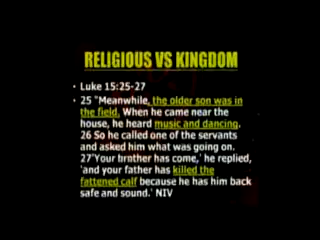 RELIGIOUS VS KINGDOM
• Luke 15:25-27
• 25 "Meanwhile, the older son was in
the field. When he came near the
house, he heard music and dancing.
26 So he called one of the servants
and asked him what was going on.
27'Your brother has come,' he replied,
'and your father has killed the
fattened calf because he has him back
safe and sound.' NIV